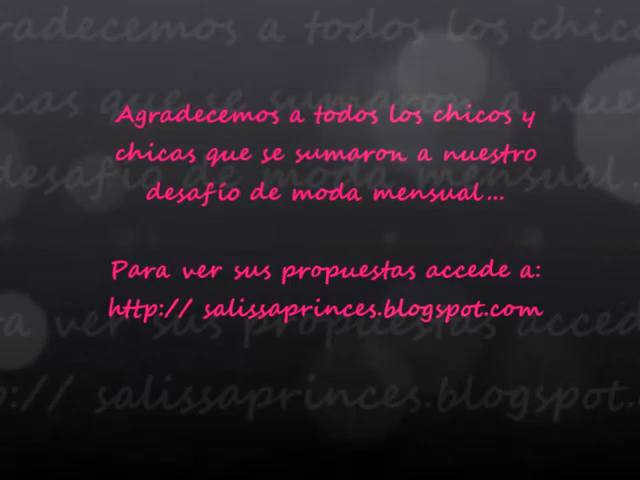 Agradecemos a todos los chicos y
chicas que se sumaron a nuestro
desafío de moda mensual...
Para ver sus propuestas accede a:
http:// salissaprinces.blogspot.com